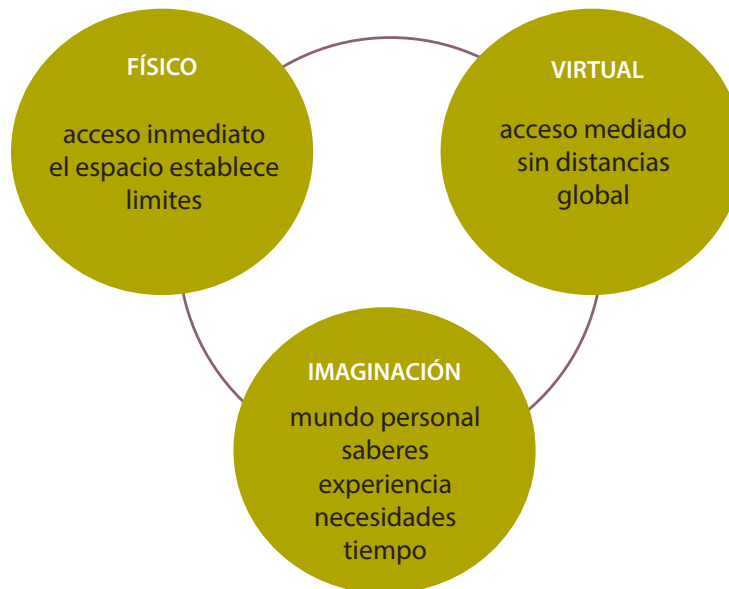 FÍSICO
acceso inmediato
el espacio establece
limites
VIRTUAL
acceso mediado
sin distancias
global
IMAGINACIÓN
mundo personal
saberes
experiencia
necesidades
tiempo